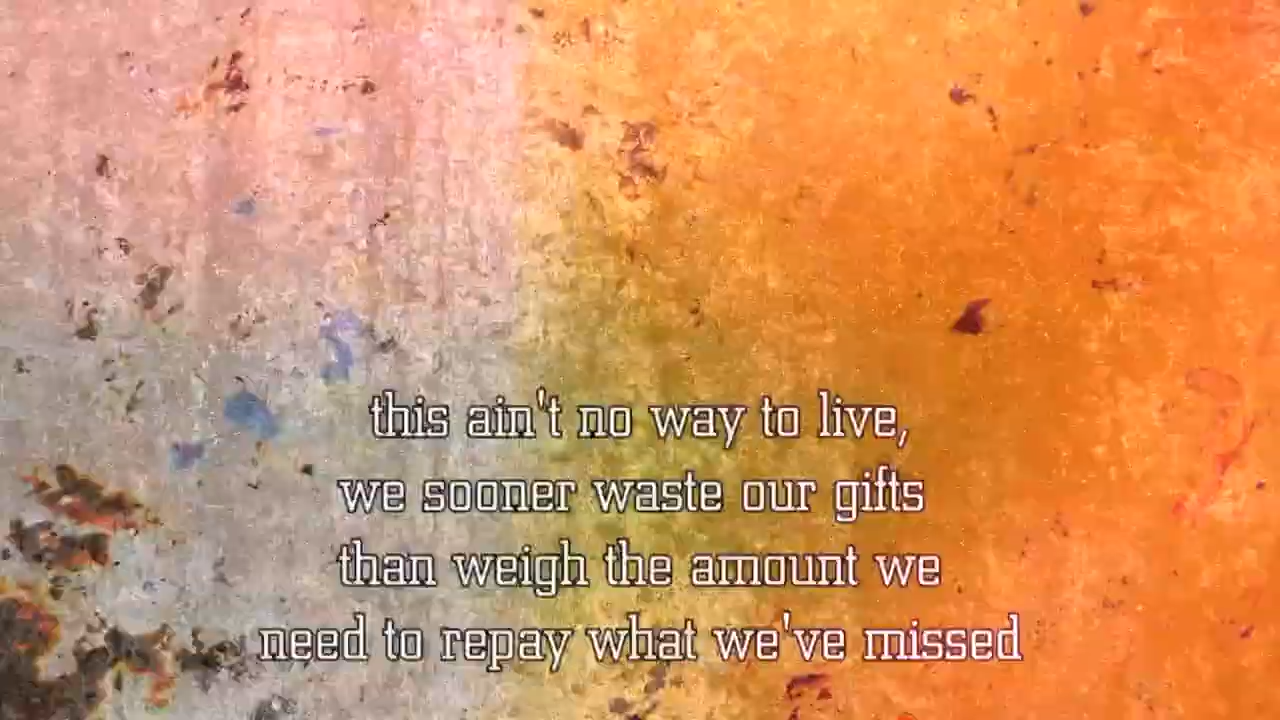 this ain't no way to live,
we sooner waste our gifts
than weigh the amount we
need to repay what we've missed